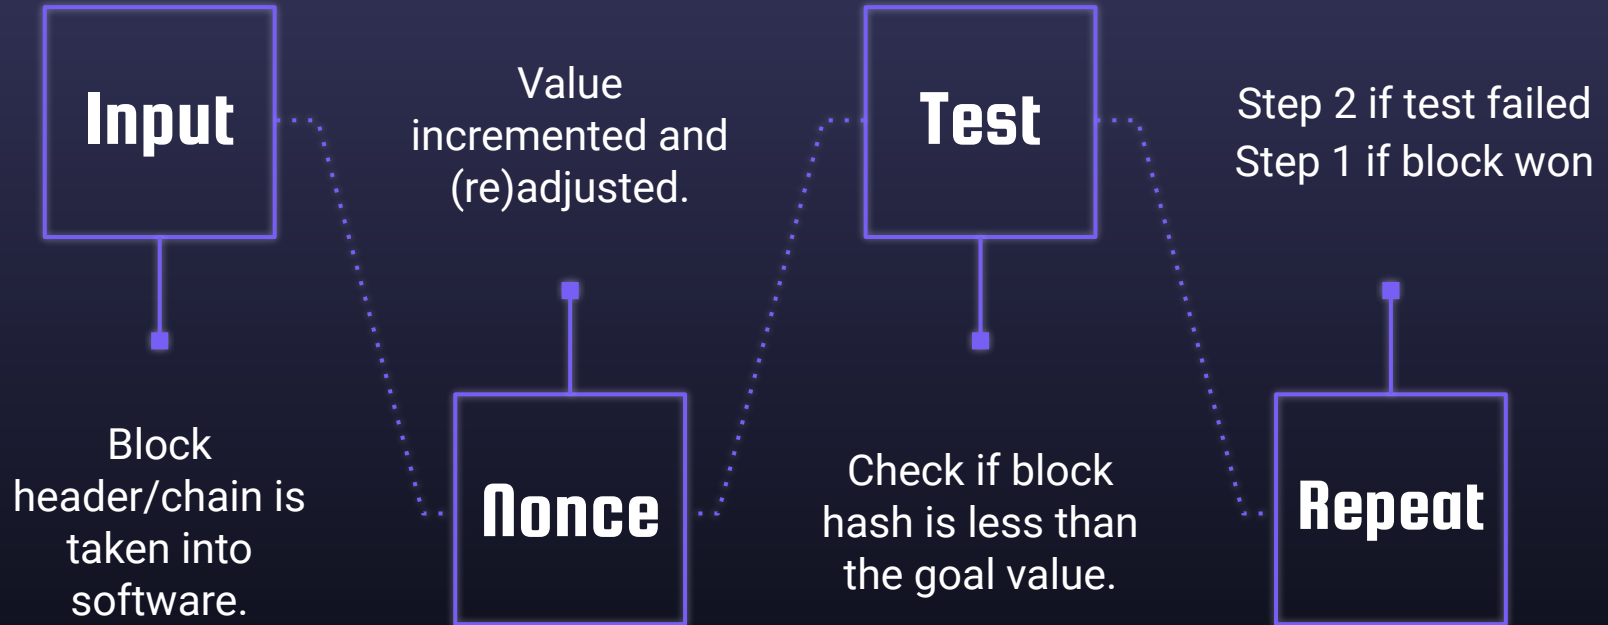 Input
Block
header/chain is
taken into
software.
Value
incremented and
(re)adjusted.
Nonce
Test
Check if block
hash is less than
the goal value.
Step 2 if test failed
Step 1 if block won
Repeat